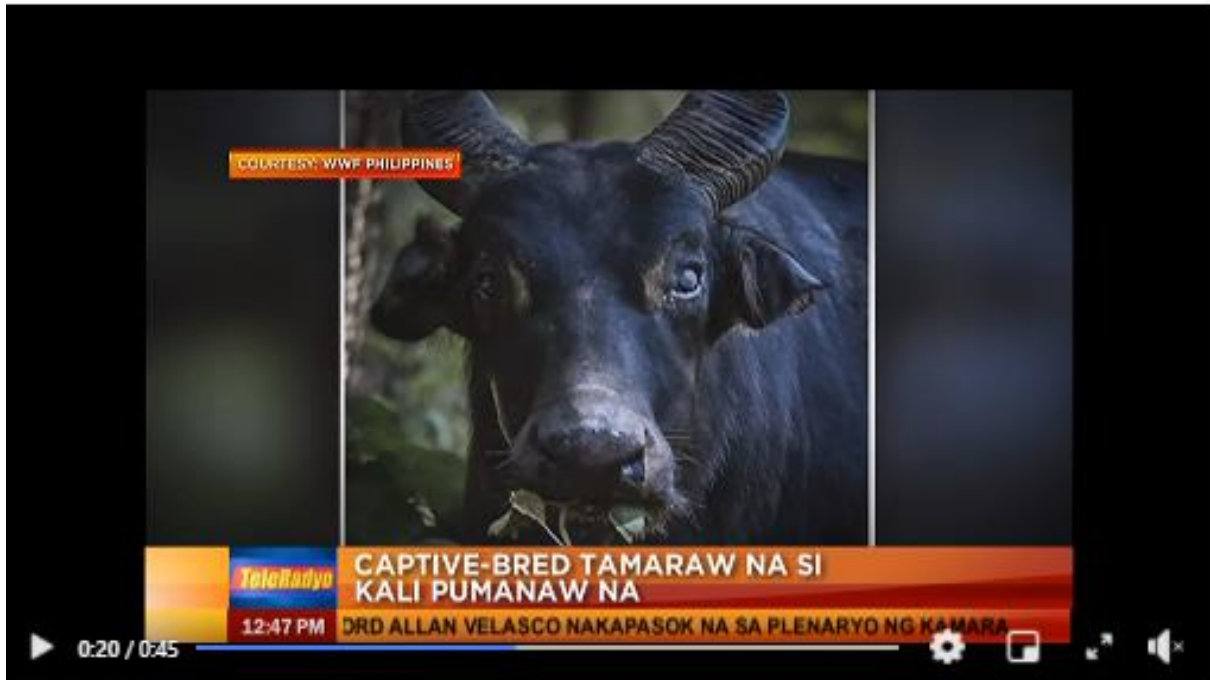 COURTESY: WWF PHILIPPINES
TeleRadyo
CAPTIVE-BRED TAMARAW NA SI
KALI PUMANAW NA
12:47 PM
ORD ALLAN VELASCO NAKAPASOK NA SA PLENARYO NG KAMARA
0:20 / 0:45